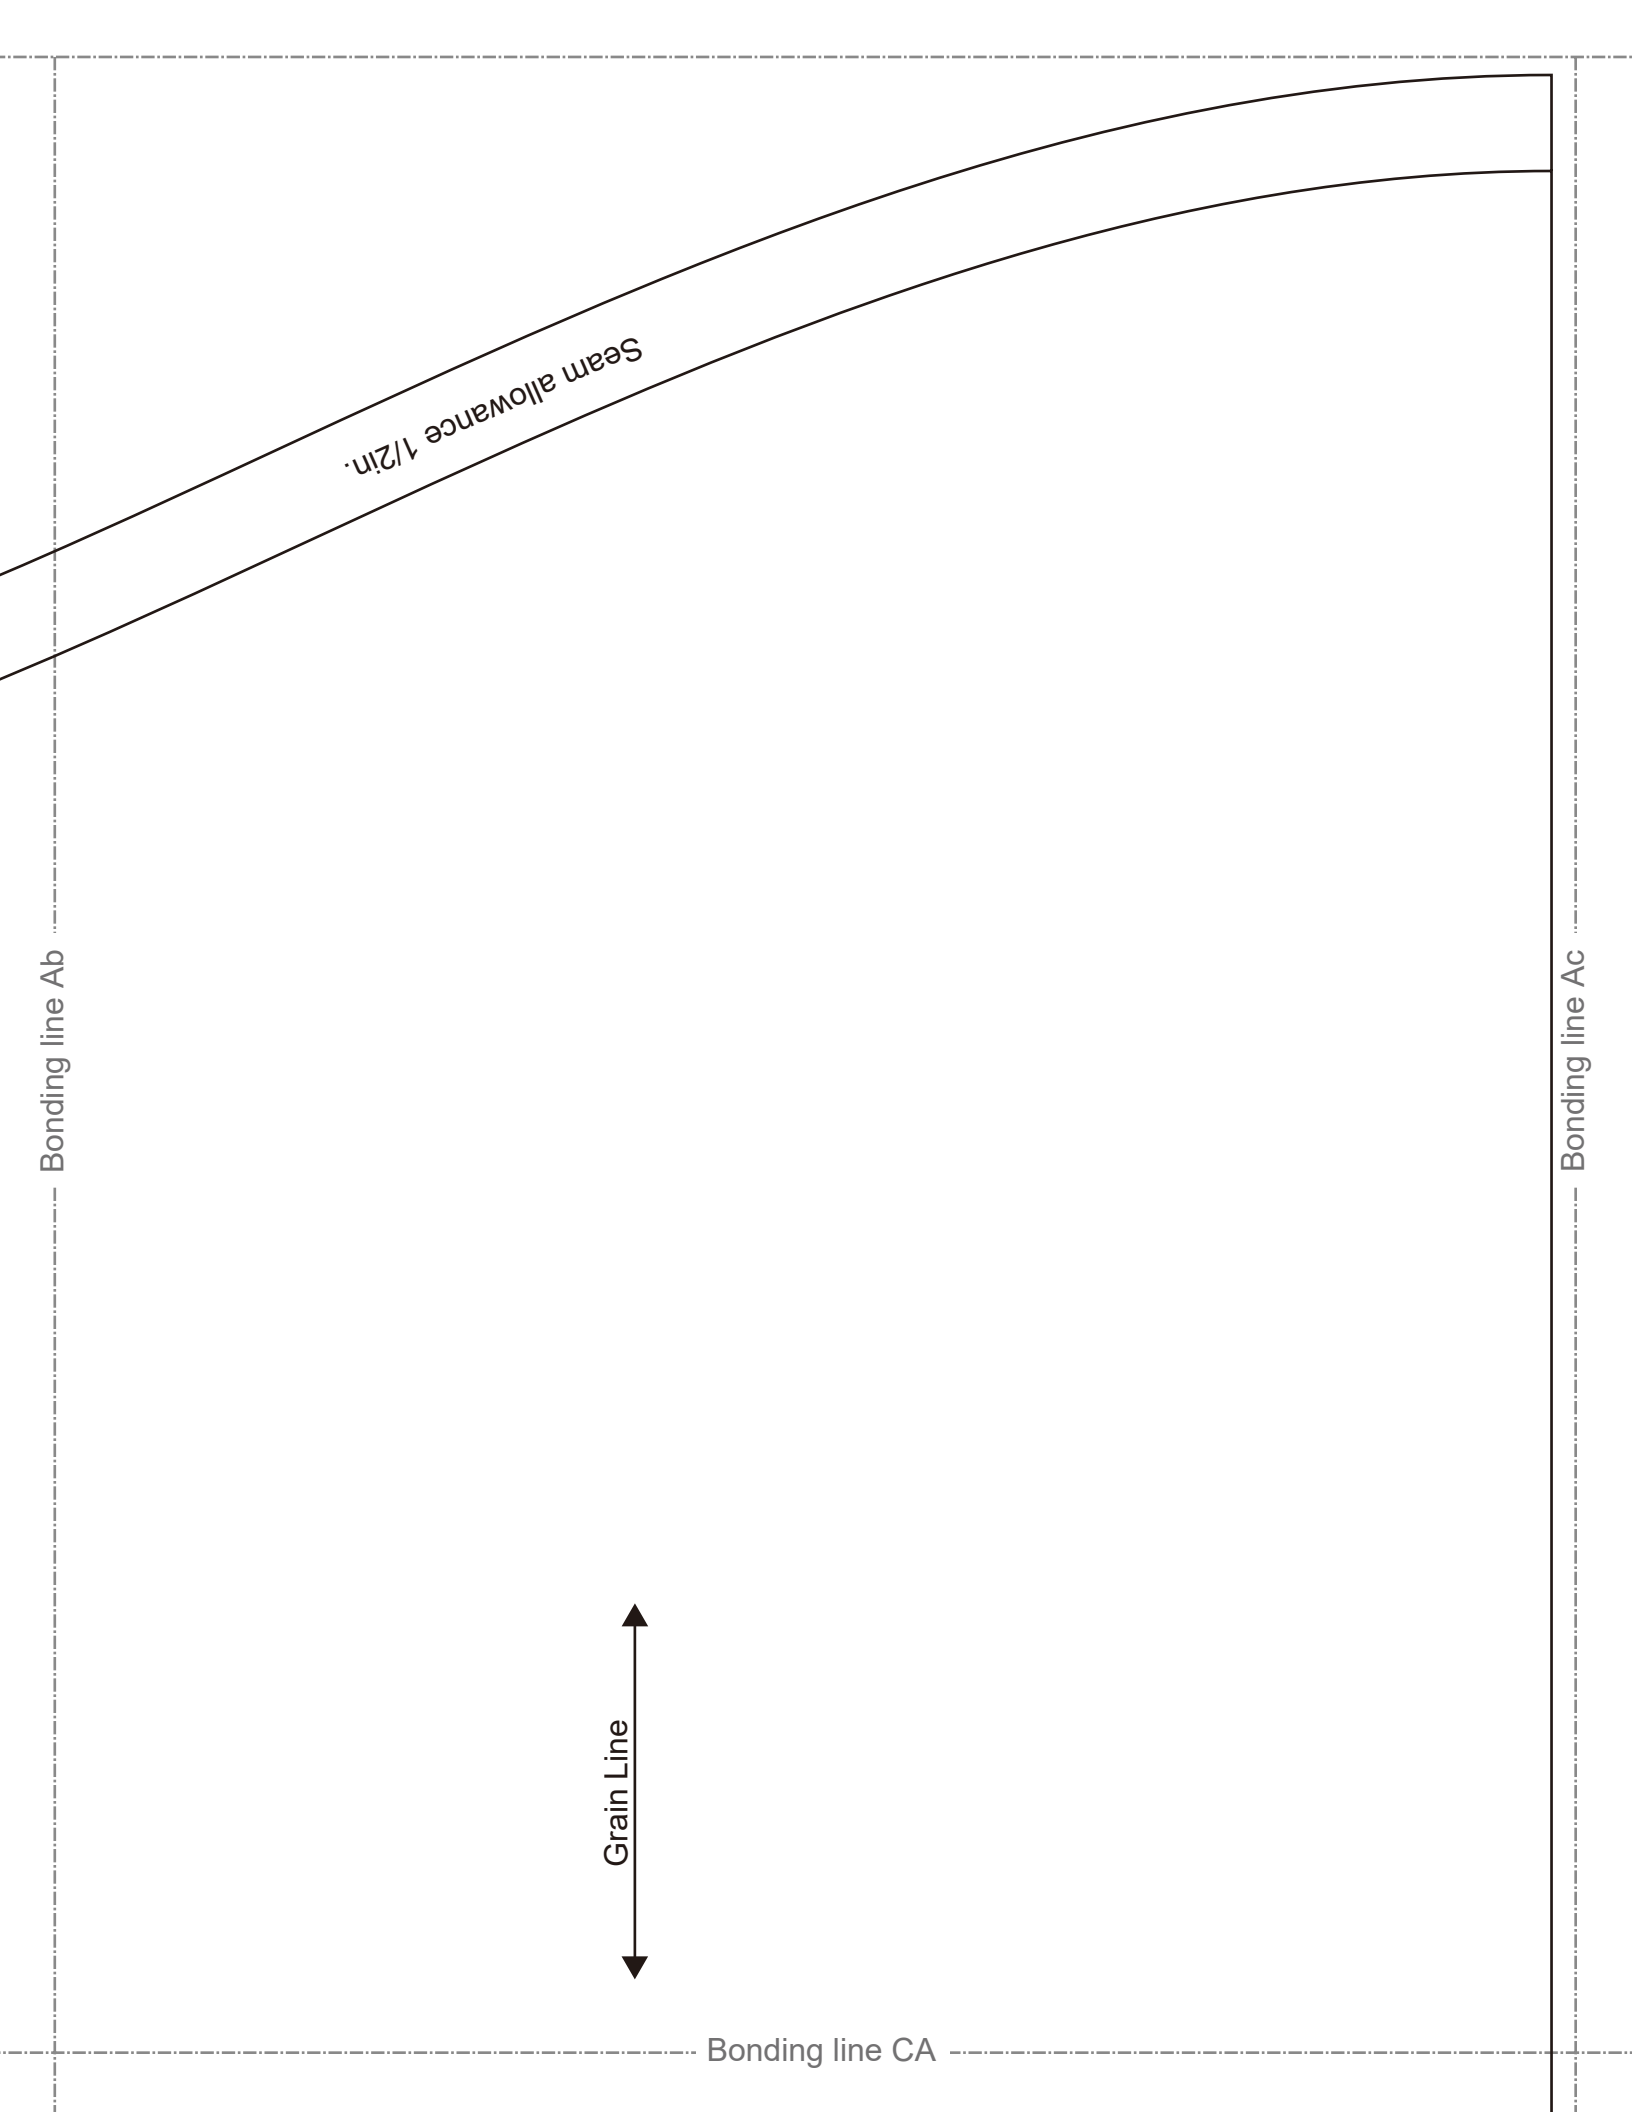 Seam allowance 1/2in.
Bonding line Ab
Bonding line Ac
Grain Line
Bonding line CA